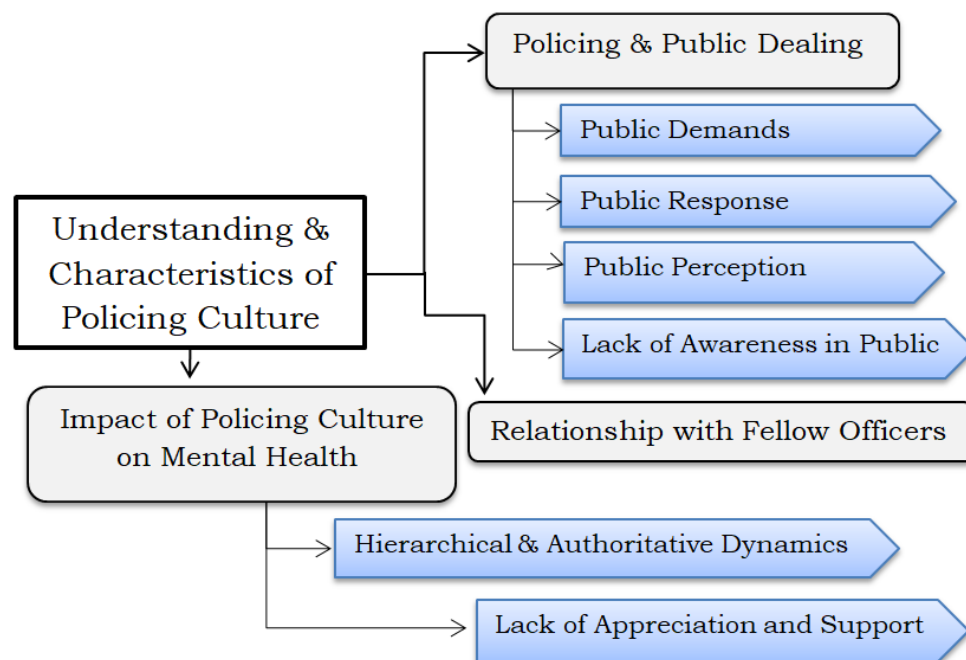 Policing & Public Dealing
Public Demands
Public Response
Public Perception
Lack of Awareness in Public
Understanding &
Characteristics of
Policing Culture
Relationship with Fellow Officers
Impact of Policing Culture
on Mental Health
Hierarchical & Authoritative Dynamics
Lack of Appreciation and Support